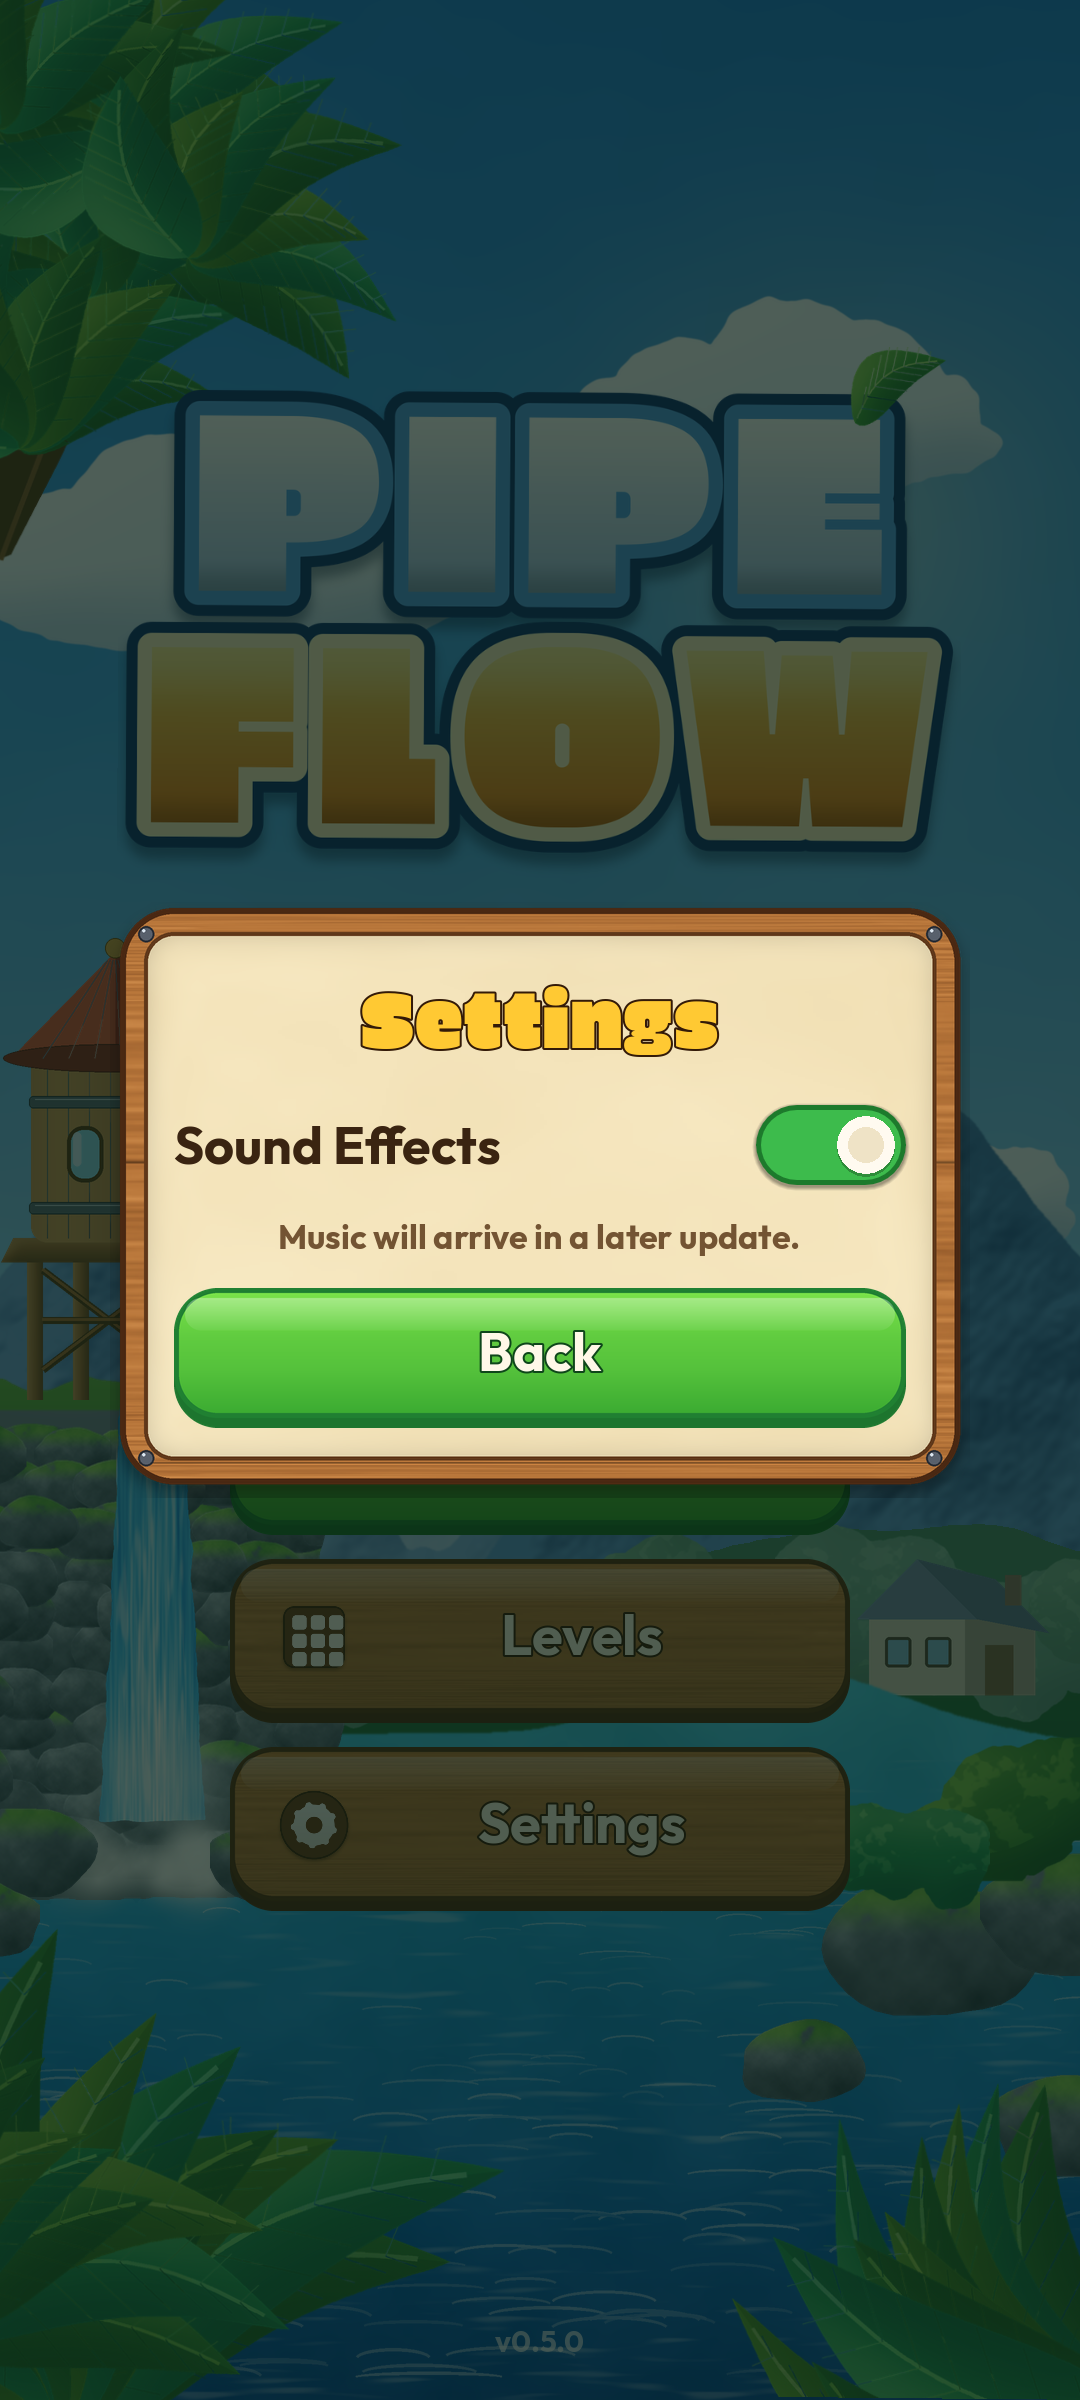 PIPE
FLOW
Settings
Sound Effects
Music will arrive in a later update.
Back
Levels
Settings
v0.5.0